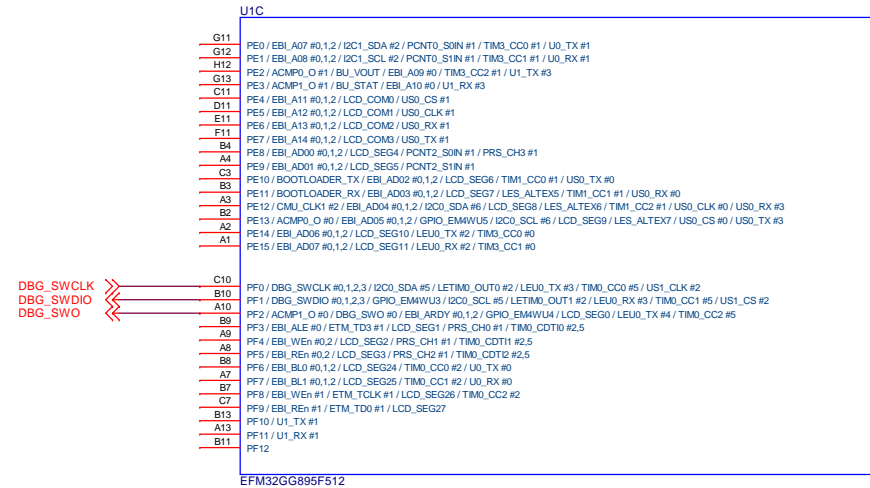 U1C
G11 PE0 / EBI_A07 #0,1,2 / I2C1_SDA #2 / PCNT0_S0IN #1 / TIM3_CC0 #1 / U0_TX #1
G12 PE1 / EBI_A08 #0,1,2 / I2C1_SCL #2 / PCNT0_S1IN #1 / TIM3_CC1 #1 / U0_RX #1
H12 PE2 / ACMP0_O #1 / BU_VOUT / EBI_A09 #0 / TIM3_CC2 #1 / U1_TX #3
G13 PE3 / ACMP1_O #1 / BU_STAT / EBI_A10 #0 / U1_RX #3
C11 PE4 / EBI_A11 #0,1,2 / LCD_COM0 / US0_CS #1
D11 PE5 / EBI_A12 #0,1,2 / LCD_COM1 / US0_CLK #1
E11 PE6 / EBI_A13 #0,1,2 / LCD_COM2 / US0_RX #1
F11 PE7 / EBI_A14 #0,1,2 / LCD_COM3 / US0_TX #1
B4 PE8 / EBI_AD00 #0,1,2 / LCD_SEG4 / PCNT2_S0IN #1 / PRS_CH3 #1
A4 PE9 / EBI_AD01 #0,1,2 / LCD_SEG5 / PCNT2_S1IN #1
C3 PE10 / BOOTLOADER_TX / EBI_AD02 #0,1,2 / LCD_SEG6 / TIM1_CC0 #1 / US0_TX #0
B3 PE11 / BOOTLOADER_RX / EBI_AD03 #0,1,2 / LCD_SEG7 / LES_ALTEX5 / TIM1_CC1 #1 / US0_RX #0
A3 PE12 / CMU_CLK1 #2 / EBI_AD04 #0,1,2 / I2C0_SDA #6 / LCD_SEG8 / LES_ALTEX6 / TIM1_CC2 #1 / US0_CLK #0 / US0_RX #3
B2 PE13 / ACMP0_O #0 / EBI_AD05 #0,1,2 / GPIO_EM4WU5 / I2C0_SCL #6 / LCD_SEG9 / LES_ALTEX7 / US0_CS #0 / US0_TX #3
A2 PE14 / EBI_AD06 #0,1,2 / LCD_SEG10 / LEU0_TX #2 / TIM3_CC0 #0
A1 PE15 / EBI_AD07 #0,1,2 / LCD_SEG11 / LEU0_RX #2 / TIM3_CC1 #0
DBG_SWCLK C10 PF0 / DBG_SWCLK #0,1,2,3 / I2C0_SDA #5 / LETIM0_OUT0 #2 / LEU0_TX #3 / TIM0_CC0 #5 / US1_CLK #2
DBG_SWDIO B10 PF1 / DBG_SWDIO #0,1,2,3 / GPIO_EM4WU3 / I2C0_SCL #5 / LETIM0_OUT1 #2 / LEU0_RX #3 / TIM0_CC1 #5 / US1_CS #2
DBG_SWO A10 PF2 / ACMP1_O #0 / DBG_SWO #0 / EBI_ARDY #0,1,2 / GPIO_EM4WU4 / LCD_SEG0 / LEU0_TX #4 / TIM0_CC2 #5
B9 PF3 / EBI_ALE #0 / ETM_TD3 #1 / LCD_SEG1 / PRS_CH0 #1 / TIM0_CDTI0 #2,5
A9 PF4 / EBI_WEn #0,2 / LCD_SEG2 / PRS_CH1 #1 / TIM0_CDTI1 #2,5
A8 PF5 / EBI_REn #0,2 / LCD_SEG3 / PRS_CH2 #1 / TIM0_CDTI2 #2,5
B8 PF6 / EBI_BL0 #0,1,2 / LCD_SEG24 / TIM0_CC0 #2 / U0_TX #0
A7 PF7 / EBI_BL1 #0,1,2 / LCD_SEG25 / TIM0_CC1 #2 / U0_RX #0
B7 PF8 / EBI_WEn #1 / ETM_TCLK #1 / LCD_SEG26 / TIM0_CC2 #2
C7 PF9 / EBI_REn #1 / ETM_TD0 #1 / LCD_SEG27
B13 PF10 / U1_TX #1
A13 PF11 / U1_RX #1
B11 PF12
EFM32GG895F512